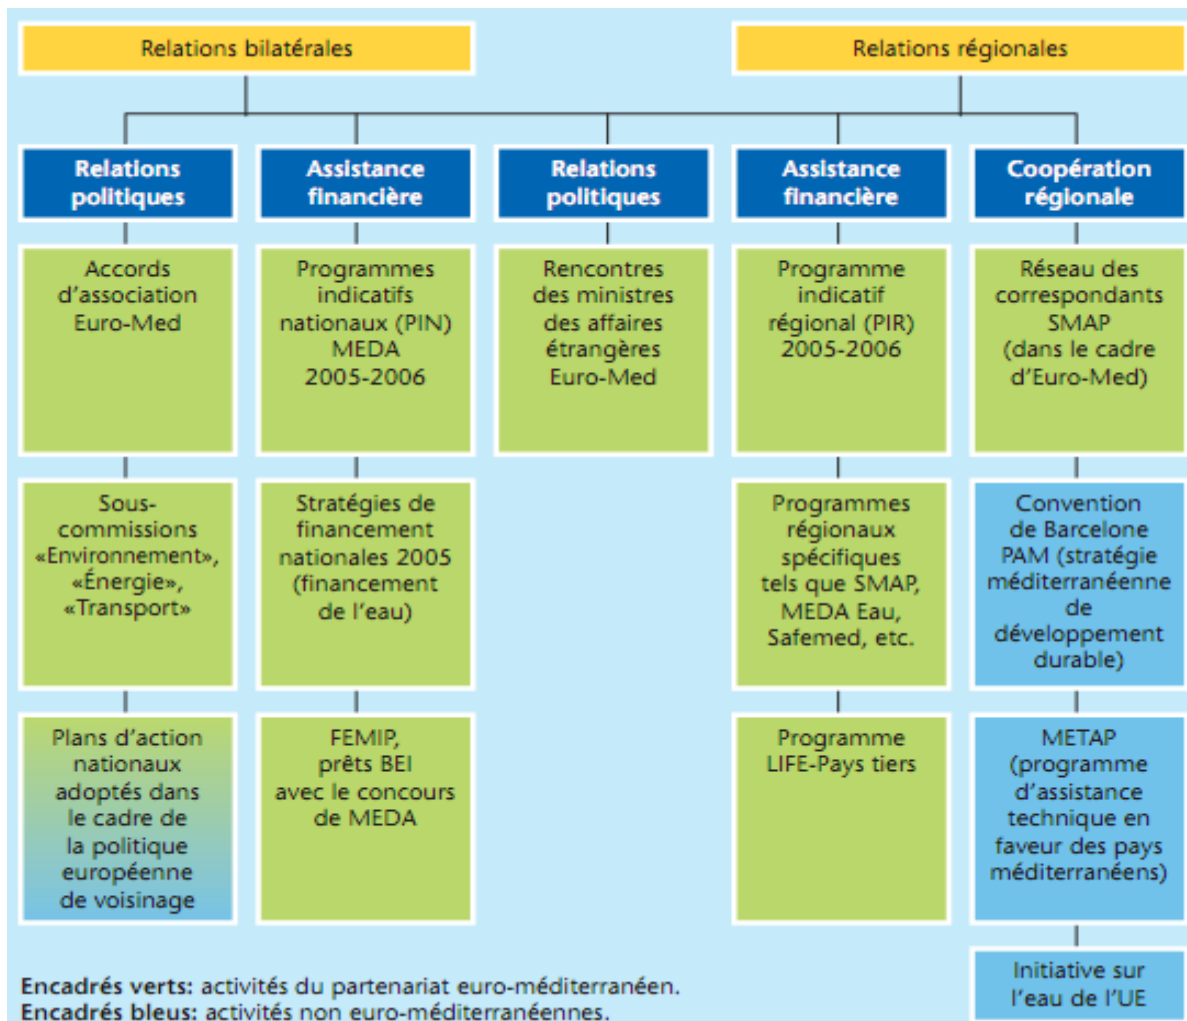 Relations bilatérales
Relations régionales
Relations
politiques
Assistance
financière
Relations
politiques
Assistance
financière
Coopération
régionale
Accords
d’association
Euro-Med
Programmes
indicatifs
nationaux (PIN)
MEDA
2005-2006
Rencontres
des ministres
des affaires
étrangères
Euro-Med
Programme
indicatif
régional (PIR)
2005-2006
Réseau des
correspondants
SMAP
(dans le cadre
d’Euro-Med)
Sous-
commissions
«Environnement»,
«Énergie»,
«Transport»
Stratégies de
financement
nationales 2005
(financement
de l’eau)
Programmes
régionaux
spécifiques
tels que SMAP,
MEDA Eau,
Safemed, etc.
Convention
de Barcelone
PAM (stratégie
méditerranéenne
de
développement
durable)
Plans d’action
nationaux
adoptés dans
le cadre de
la politique
européenne
de voisinage
FEMIP,
prêts BEI
avec le concours
de MEDA
Programme
LIFE-Pays tiers
METAP
(programme
d’assistance
technique en
faveur des pays
méditerranéens)
Initiative sur
l’eau de l’UE
Encadrés verts: activités du partenariat euro-méditerranéen.
Encadrés bleus: activités non euro-méditerranéennes.